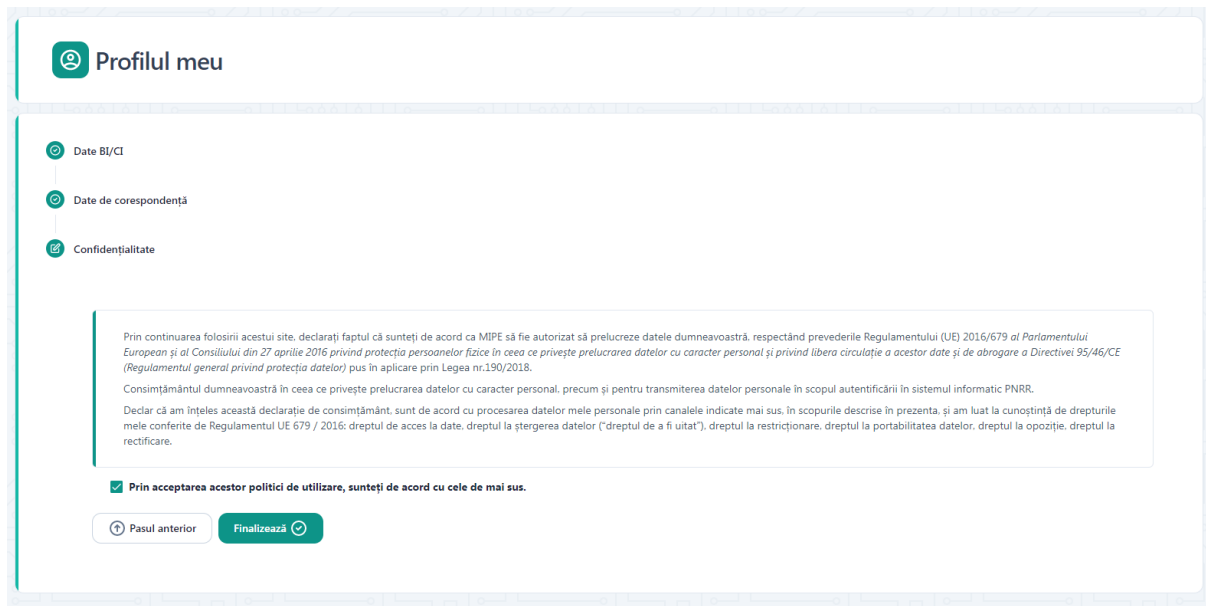 Profilul meu
Date BI/CI
Date de corespondență
Confidențialitate
Prin continuarea folosirii acestui site, declarați faptul că sunteți de acord ca MIPE să fie autorizat să prelucreze datele dumneavoastră, respectând prevederile Regulamentului (UE) 2016/679 al Parlamentului
European și al Consiliului din 27 aprilie 2016 privind protecția persoanelor fizice în ceea ce privește prelucrarea datelor cu caracter personal și privind libera circulație a acestor date și de abrogare a Directivei 95/46/CE
(Regulamentul general privind protecția datelor) pus în aplicare prin Legea nr.190/2018.
Consimțământul dumneavoastră în ceea ce privește prelucrarea datelor cu caracter personal, precum și pentru transmiterea datelor personale în scopul autentificării în sistemul informatic PNRR.
Declar că am înțeles această declarație de consimțământ, sunt de acord cu procesarea datelor mele personale prin canalele indicate mai sus, în scopurile descrise în prezenta, și am luat la cunoștință de drepturile
mele conferite de Regulamentul UE 679 / 2016: dreptul de acces la date, dreptul la ștergerea datelor (“dreptul de a fi uitat”), dreptul la restricționare, dreptul la portabilitatea datelor, dreptul la opoziție, dreptul la
rectificare.
Prin acceptarea acestor politici de utilizare, sunteți de acord cu cele de mai sus.
Pasul anterior
Finalizează